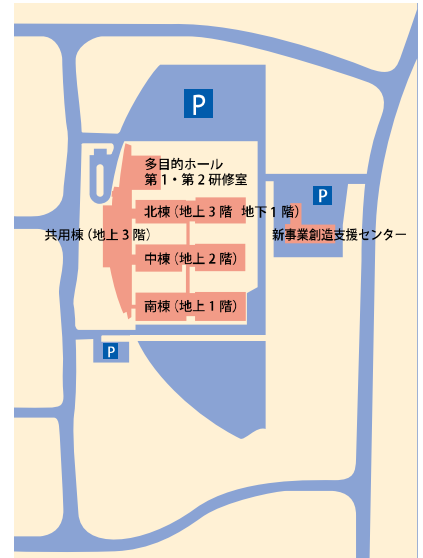 P
多目的ホール
第1・第2研修室
P
北棟(地上3階 地下1階)
共用棟(地上3階)
新事業創造支援センター
中棟(地上2階)
南棟(地上1階)
P